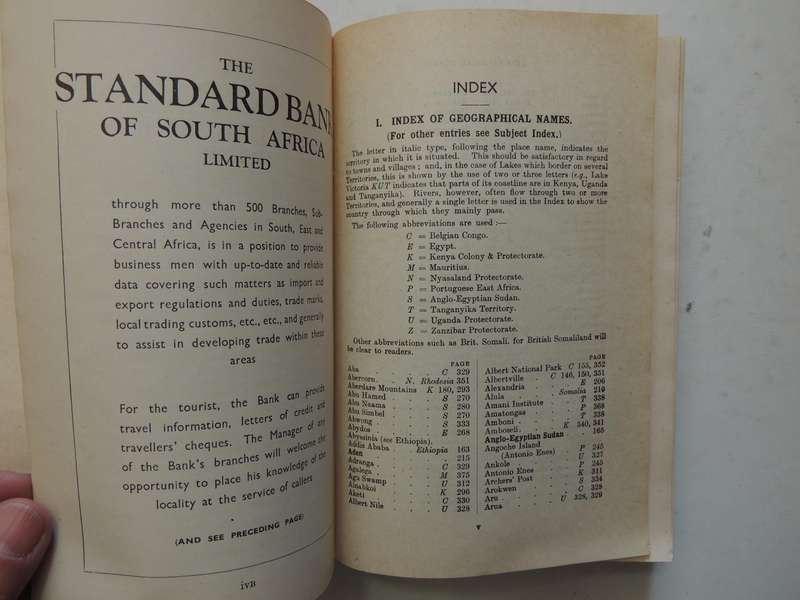 THE
STANDARD BANK
OF SOUTH AFRICA
LIMITED
through more than 500 Branches, Sub-
Branches and Agencies in South, East and
Central Africa, is in a position to provide
business men with up-to-date and reliable
data covering such matters as import and
export regulations and duties, trade marks,
local trading customs, etc., etc., and generally
to assist in developing trade within these
areas
For the tourist, the Bank can provide
travel information, letters of credit and
travellers' cheques. The Manager of any
of the Bank's branches will welcome the
opportunity to place his knowledge of the
locality at the service of callers
(AND SEE PRECEDING PAGE)
ivB
INDEX
I. INDEX OF GEOGRAPHICAL NAMES.
(For other entries see Subject Index.)
The letter in italic type, following the place name, indicates the
territory in which it is situated. This should be satisfactory in regard
to towns and villages; and, in the case of Lakes which border on several
Territories, this is shown by the use of two or three letters (e.g., Lake
Victoria KUT indicates that parts of its coastline are in Kenya, Uganda
and Tanganyika). Rivers, however, often flow through two or more
Territories, and generally a single letter is used in the Index to show the
country through which they mainly pass.
The following abbreviations are used :—
C = Belgian Congo.
E = Egypt.
K = Kenya Colony & Protectorate.
M = Mauritius.
N = Nyasaland Protectorate.
P = Portuguese East Africa.
S = Anglo-Egyptian Sudan.
T = Tanganyika Territory.
U = Uganda Protectorate.
Z = Zanzibar Protectorate.
Other abbreviations such as Brit. Somali. for British Somaliland will
be clear to readers.
PAGE
Aba . . . . C 329
Abercorn . . N. Rhodesia 351
Aberdare Mountains K 180, 293
Abu Hamed . . . S 270
Abu Naama . . . S 280
Abu Simbel . . . S 270
Abwong . . . S 333
Abydos . . . E 268
Abyssinia (see Ethiopia).
Addis Ababa . Ethiopia 163
Aden . . . . 215
Adranga . . . C 329
Agalega . . . M 375
Aga Swamp . . . U 312
Ainabkoi . . . K 296
Aketi . . . C 330
Albert Nile . . . U 328
PAGE
Albert National Park C 153, 352
Albertville . . C 146, 150, 351
Alexandria . . . E 206
Alula . . . Somalia 210
Amani Institute . . T 338
Amatongas . . . P 368
Amboni . . . T 338
Amboseli . . . K 340, 341
Anglo-Egyptian Sudan . 165
Angoche Island
(Antonio Enes) . . P 245
Ankole . . . U 327
Antonio Enes . . P 245
Archers' Post . . K 311
Arokwen . . . S 334
Aru . . . C 328
Arua . . . U 328, 329
v